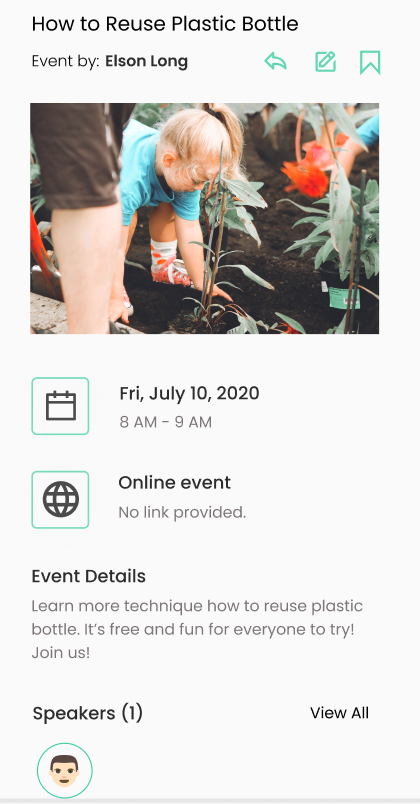 How to Reuse Plastic Bottle
Event by: Elson Long
Fri, July 10, 2020
8 AM - 9 AM
Online event
No link provided.
Event Details
Learn more technique how to reuse plastic
bottle. It’s free and fun for everyone to try!
Join us!
Speakers (1)
View All